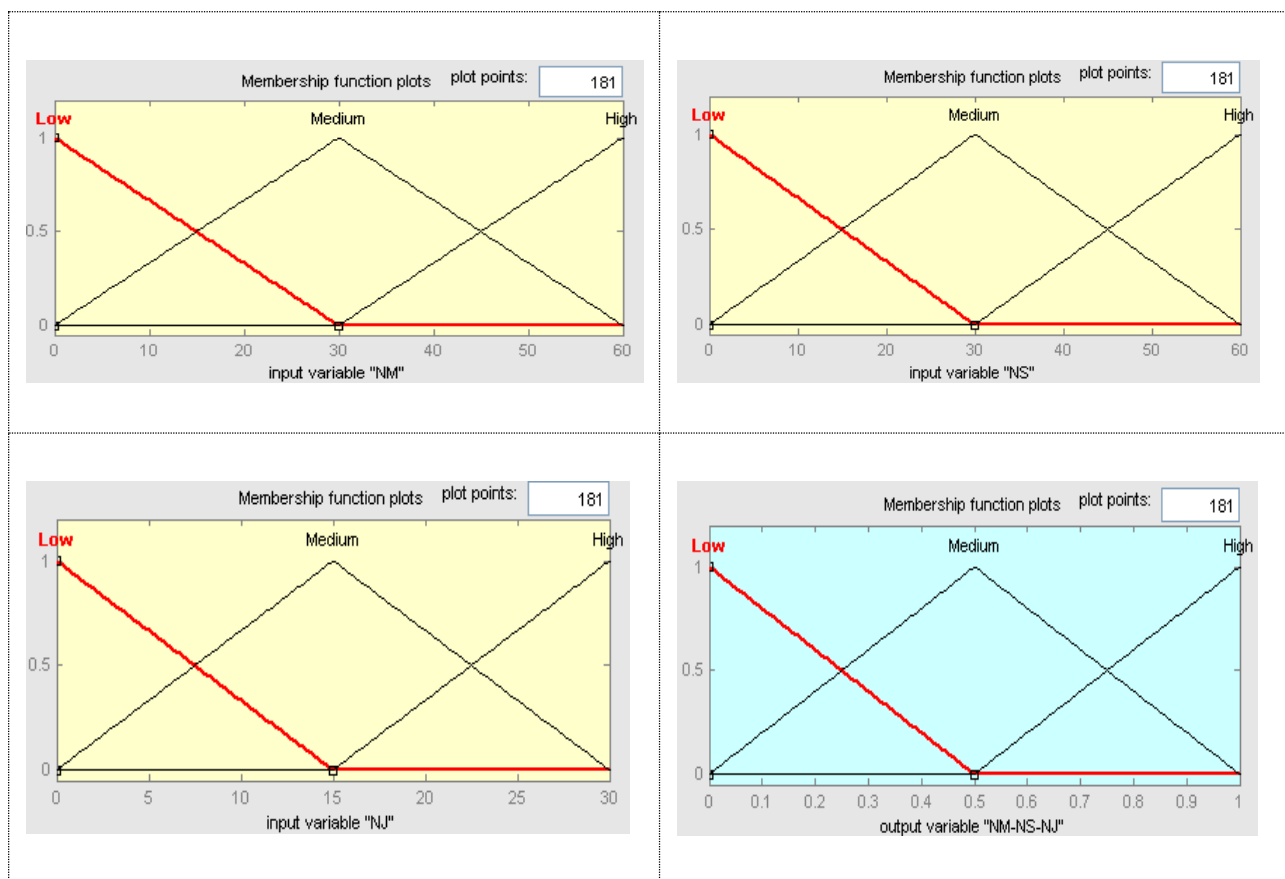 Membership function plots plot points: 181
Low Medium High
1
0.5
0
0 10 20 30 40 50 60
input variable "NM"
Membership function plots plot points: 181
Low Medium High
1
0.5
0
0 10 20 30 40 50 60
input variable "NS"
Membership function plots plot points: 181
Low Medium High
1
0.5
0
0 5 10 15 20 25 30
input variable "NJ"
Membership function plots plot points: 181
Low Medium High
1
0.5
0
0 0.1 0.2 0.3 0.4 0.5 0.6 0.7 0.8 0.9 1
output variable "NM-NS-NJ"